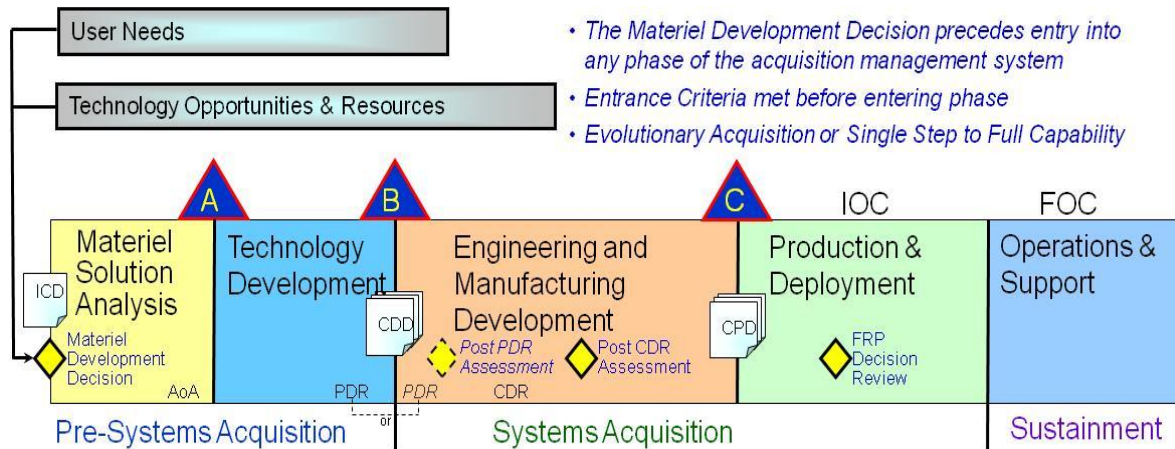 User Needs
Technology Opportunities & Resources
• The Materiel Development Decision precedes entry into
any phase of the acquisition management system
• Entrance Criteria met before entering phase
• Evolutionary Acquisition or Single Step to Full Capability
A
B
C
IOC
FOC
Materiel
Solution
Analysis
ICD
Materiel
Development
Decision
AoA
Technology
Development
PDR
CDD
Engineering and
Manufacturing
Development
Post PDR
Assessment
Post CDR
Assessment
PDR
or
CDR
CPD
Production &
Deployment
FRP
Decision
Review
Operations &
Support
Pre-Systems Acquisition
Systems Acquisition
Sustainment